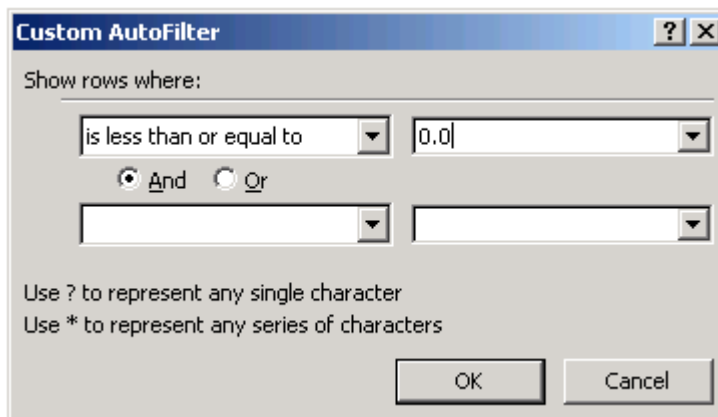 Custom AutoFilter ? X
Show rows where:
is less than or equal to 0.0
And Or
Use ? to represent any single character
Use * to represent any series of characters
OK Cancel